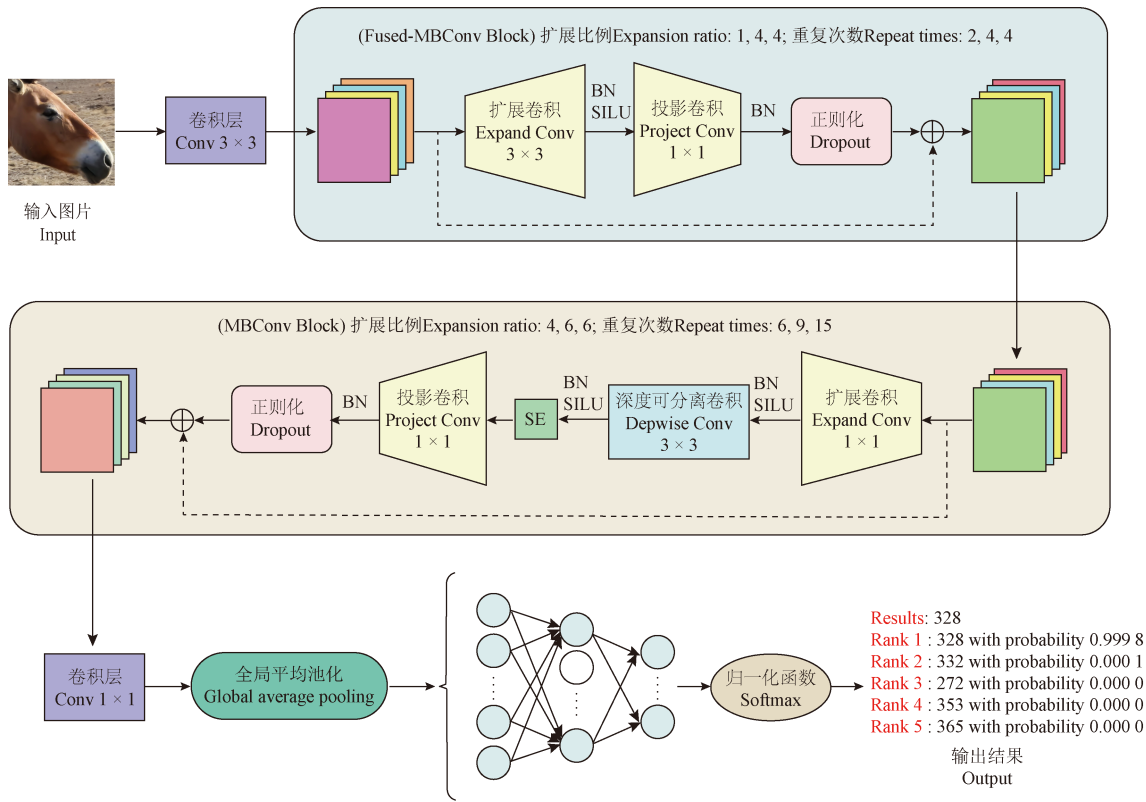 (Fused-MBConv Block) 扩展比例Expansion ratio: 1, 4, 4; 重复次数Repeat times: 2, 4, 4
输入图片
Input
卷积层
Conv 3 × 3
扩展卷积
Expand Conv
3 × 3
BN
SILU
投影卷积
Project Conv
1 × 1
BN
正则化
Dropout
(MBConv Block) 扩展比例Expansion ratio: 4, 6, 6; 重复次数Repeat times: 6, 9, 15
正则化
Dropout
BN
投影卷积
Project Conv
1 × 1
SE
BN
SILU
深度可分离卷积
Depwise Conv
3 × 3
BN
SILU
扩展卷积
Expand Conv
1 × 1
卷积层
Conv 1 × 1
全局平均池化
Global average pooling
归一化函数
Softmax
Results: 328
Rank 1 : 328 with probability 0.999 8
Rank 2 : 332 with probability 0.000 1
Rank 3 : 272 with probability 0.000 0
Rank 4 : 353 with probability 0.000 0
Rank 5 : 365 with probability 0.000 0
输出结果
Output